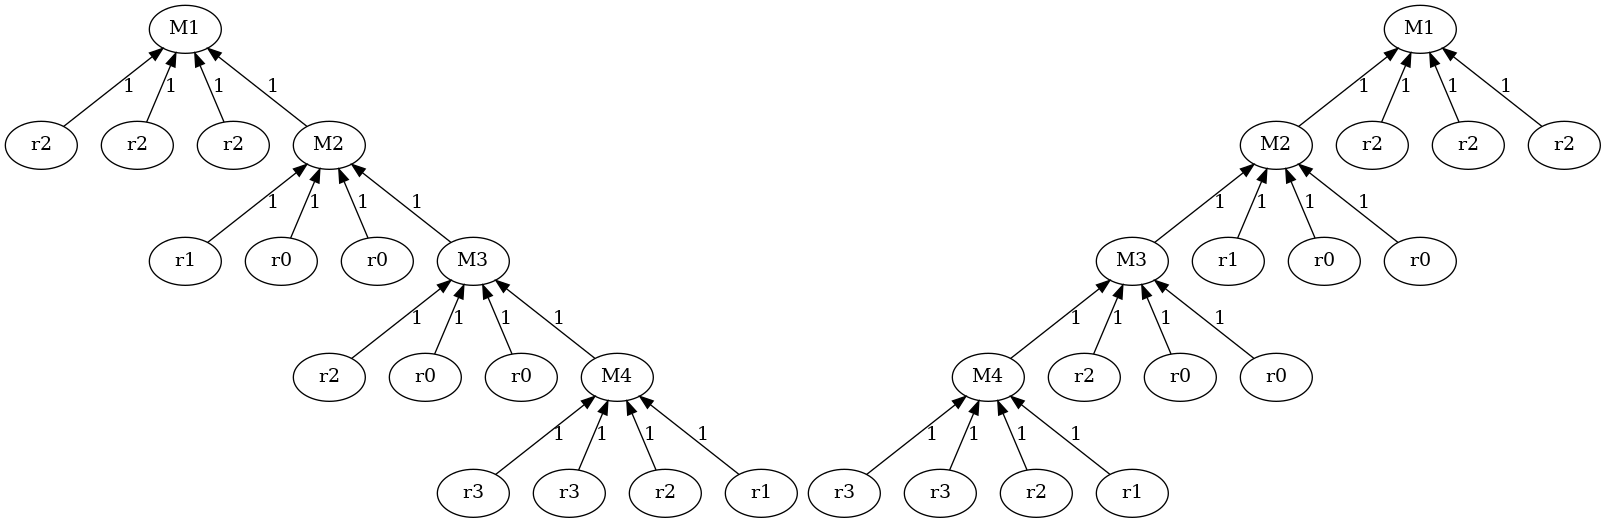 M1 M1
1 1 1 1 1 1 1 1
r2 r2 r2 M2 M2 r2 r2 r2
1 1 1 1 1 1 1 1
r1 r0 r0 M3 M3 r1 r0 r0
1 1 1 1 1 1 1 1
r2 r0 r0 M4 M4 r2 r0 r0
1 1 1 1 1 1 1 1
r3 r3 r2 r1 r3 r3 r2 r1